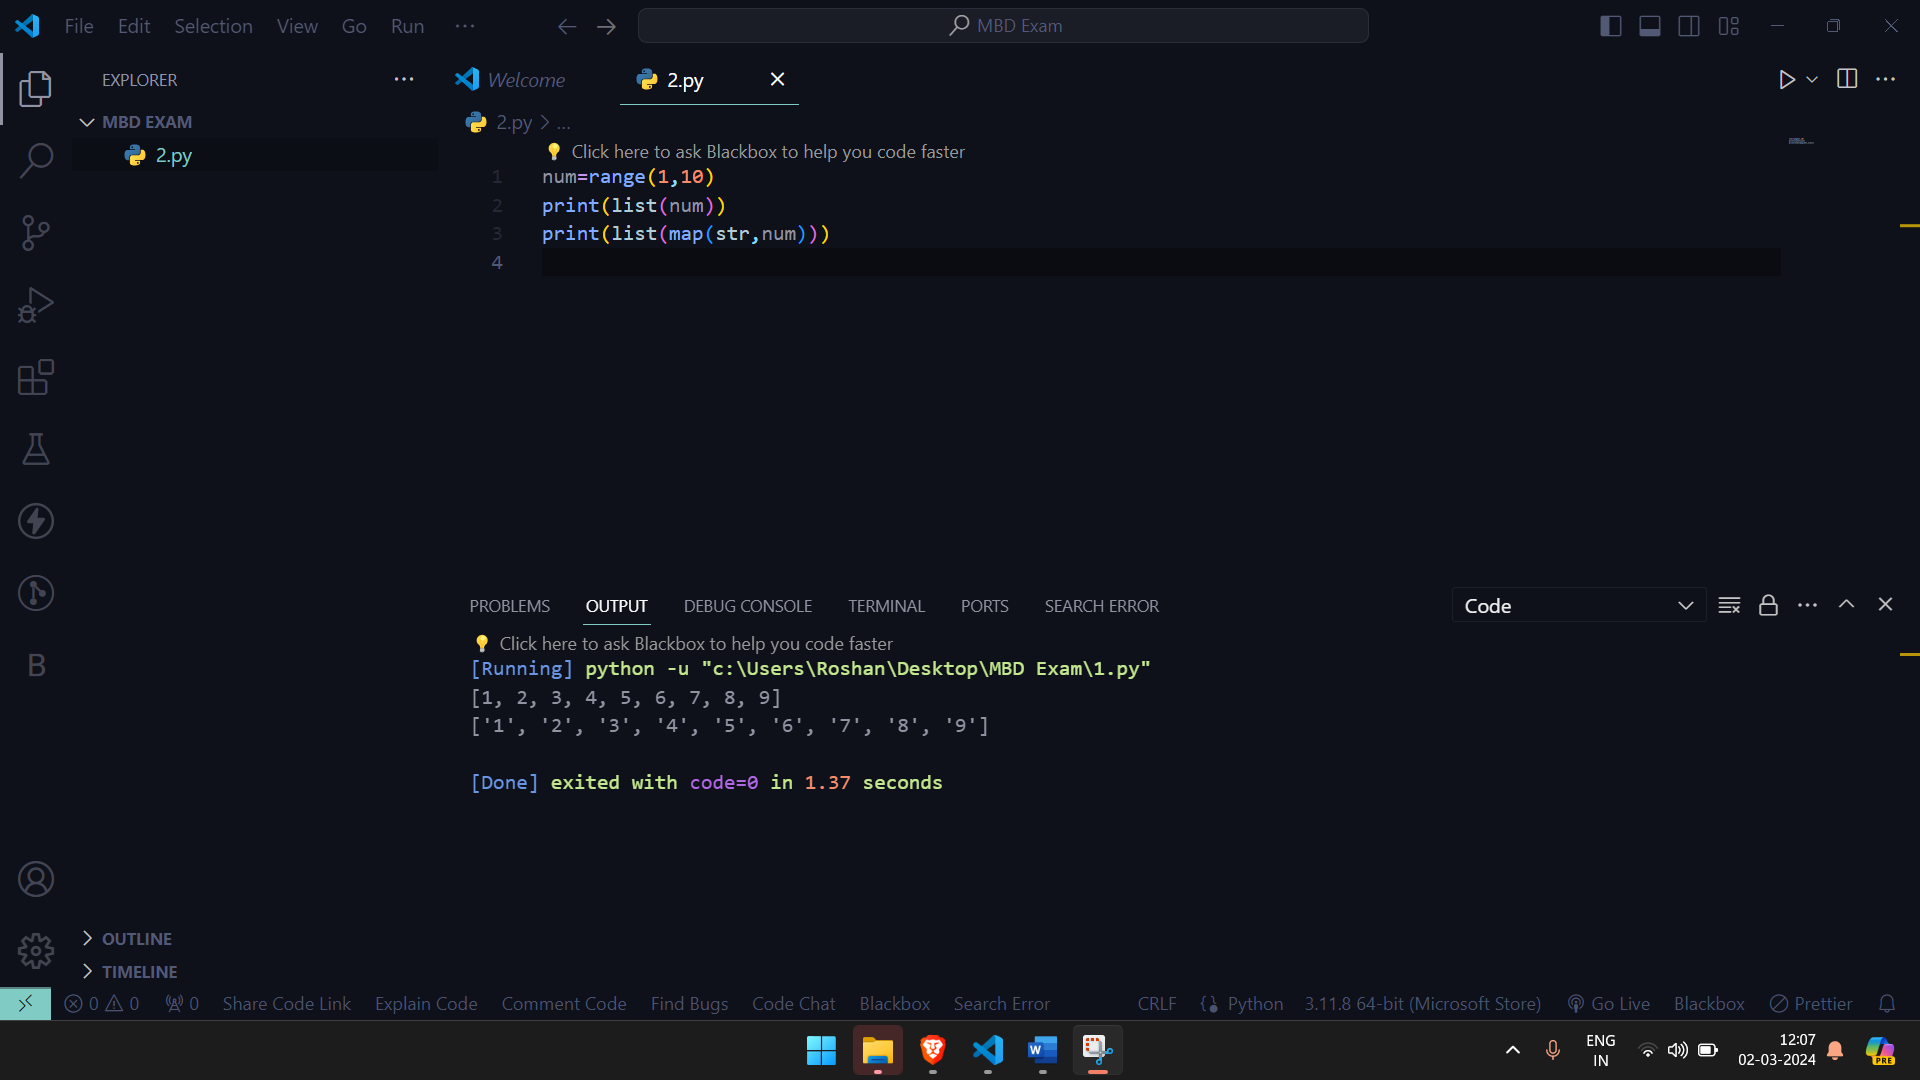 File Edit Selection View Go Run ···
MBD Exam
EXPLORER ···
MBD EXAM
2.py
Welcome
2.py
2.py > ...
Click here to ask Blackbox to help you code faster
1 num=range(1,10)
2 print(list(num))
3 print(list(map(str,num)))
4
PROBLEMS OUTPUT DEBUG CONSOLE TERMINAL PORTS SEARCH ERROR
Code
Click here to ask Blackbox to help you code faster
[Running] python -u "c:\Users\Roshan\Desktop\MBD Exam\1.py"
[1, 2, 3, 4, 5, 6, 7, 8, 9]
['1', '2', '3', '4', '5', '6', '7', '8', '9']
[Done] exited with code=0 in 1.37 seconds
B
OUTLINE
TIMELINE
0 0 0 Share Code Link Explain Code Comment Code Find Bugs Code Chat Blackbox Search Error CRLF {} Python 3.11.8 64-bit (Microsoft Store) Go Live Blackbox Prettier
W
ENG
IN
12:07
02-03-2024
PRE